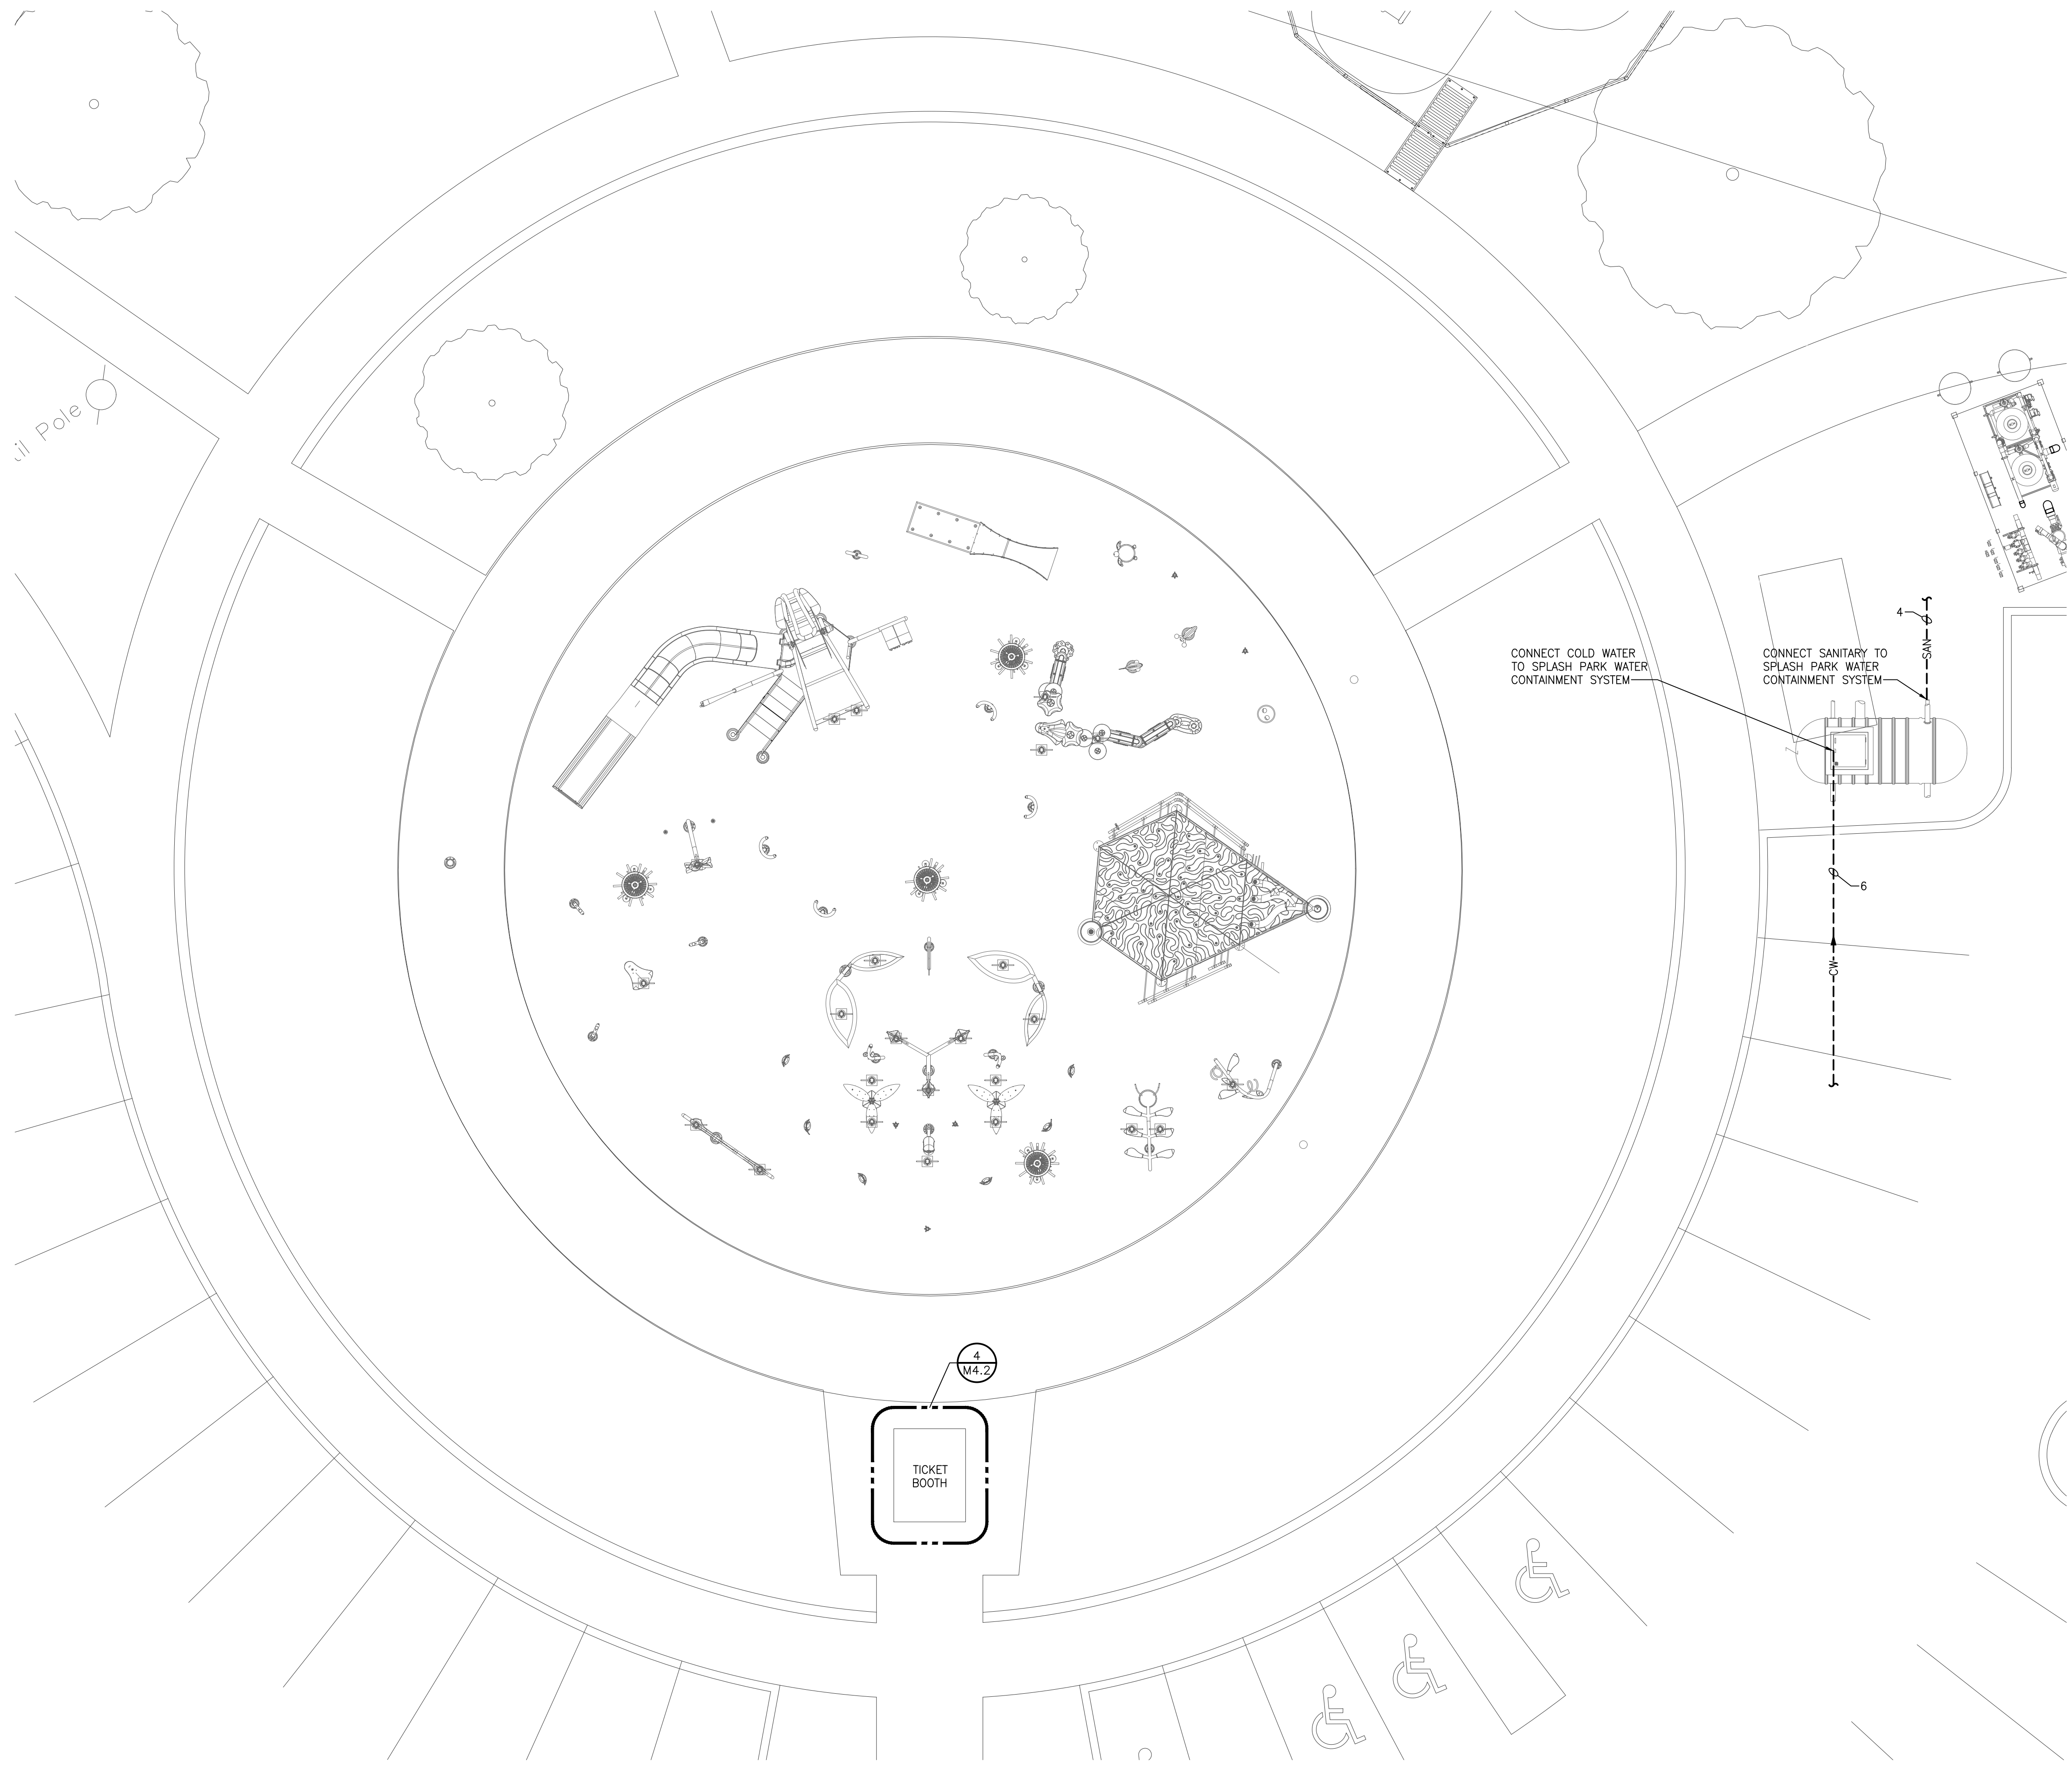 Pole
4
SAN
CONNECT COLD WATER
TO SPLASH PARK WATER
CONTAINMENT SYSTEM
CONNECT SANITARY TO
SPLASH PARK WATER
CONTAINMENT SYSTEM
6
CW
4
M4.2
TICKET
BOOTH